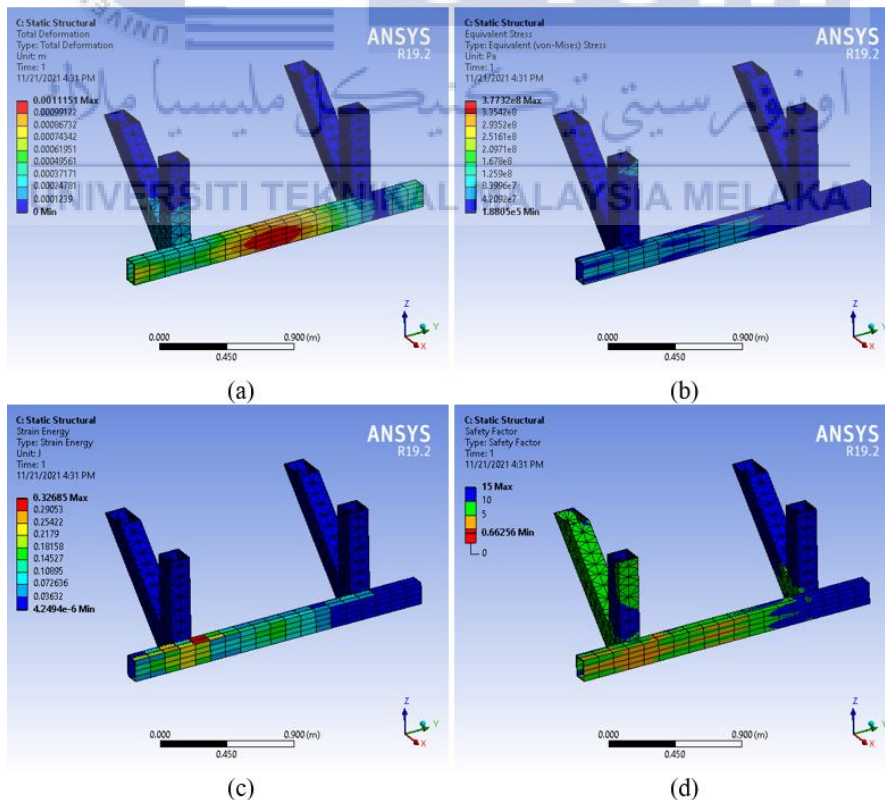 C: Static Structural
Total Deformation
Type: Total Deformation
Unit: m
Time: 1
11/21/2021 4:31 PM
0.0011151 Max
0.00099122
0.00086732
0.00074342
0.00061951
0.00049561
0.00037171
0.00024781
0.0001239
0 Min
ANSYS
R19.2
0.000
0.900 (m)
0.450
Z
Y
X
(a)
C: Static Structural
Equivalent Stress
Type: Equivalent (von-Mises) Stress
Unit: Pa
Time: 1
11/21/2021 4:31 PM
3.7732e8 Max
3.3542e8
2.9352e8
2.5161e8
2.0971e8
1.678e8
1.259e8
8.3996e7
4.2092e7
1.8805e5 Min
ANSYS
R19.2
0.000
0.900 (m)
0.450
Z
Y
X
(b)
اونيۏرسيتي تيكنيكل مليسيا ملاك
UNIVERSITI TEKNIKAL MALAYSIA MELAKA
C: Static Structural
Strain Energy
Type: Strain Energy
Unit: J
Time: 1
11/21/2021 4:31 PM
0.32685 Max
0.29053
0.25422
0.2179
0.18158
0.14527
0.10895
0.072636
0.03632
4.2494e-6 Min
ANSYS
R19.2
0.000
0.900 (m)
0.450
Z
Y
X
(c)
C: Static Structural
Safety Factor
Type: Safety Factor
Time: 1
11/21/2021 4:31 PM
15 Max
10
5
0.66256 Min
0
ANSYS
R19.2
0.000
0.900 (m)
0.450
Z
Y
X
(d)